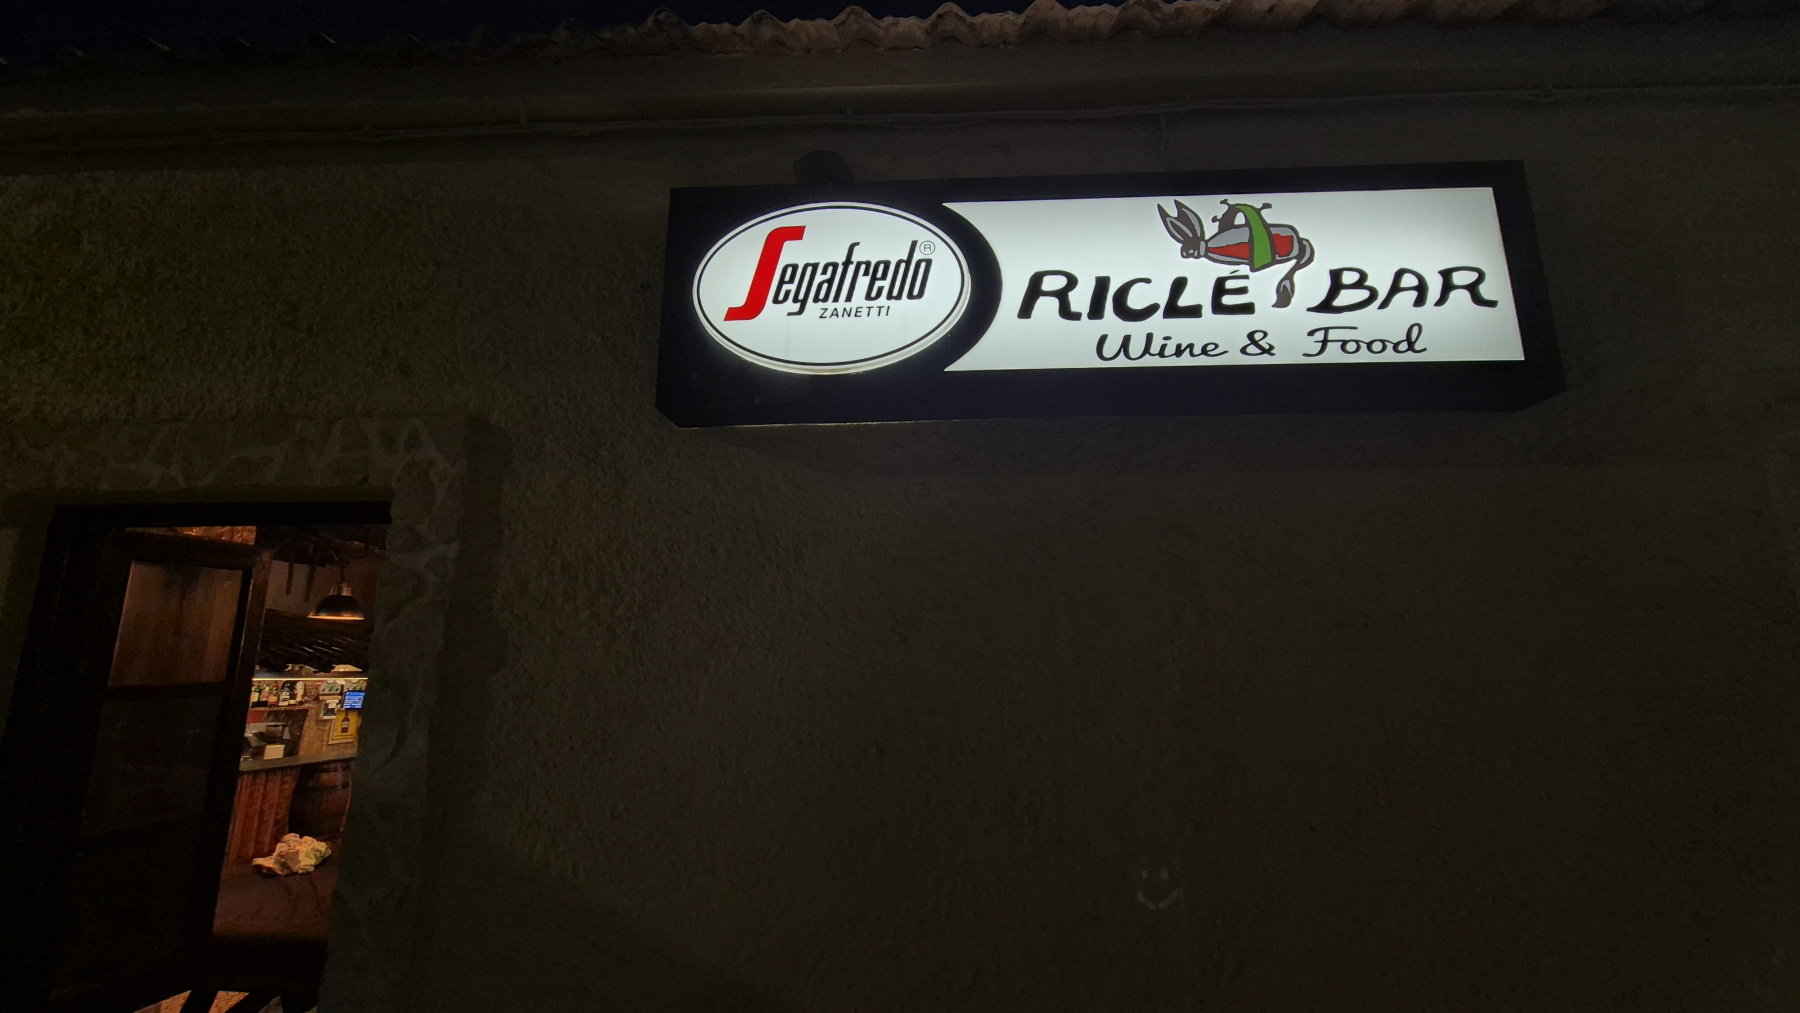 Segafredo®
ZANETTI
RICLÉ BAR
Wine & Food